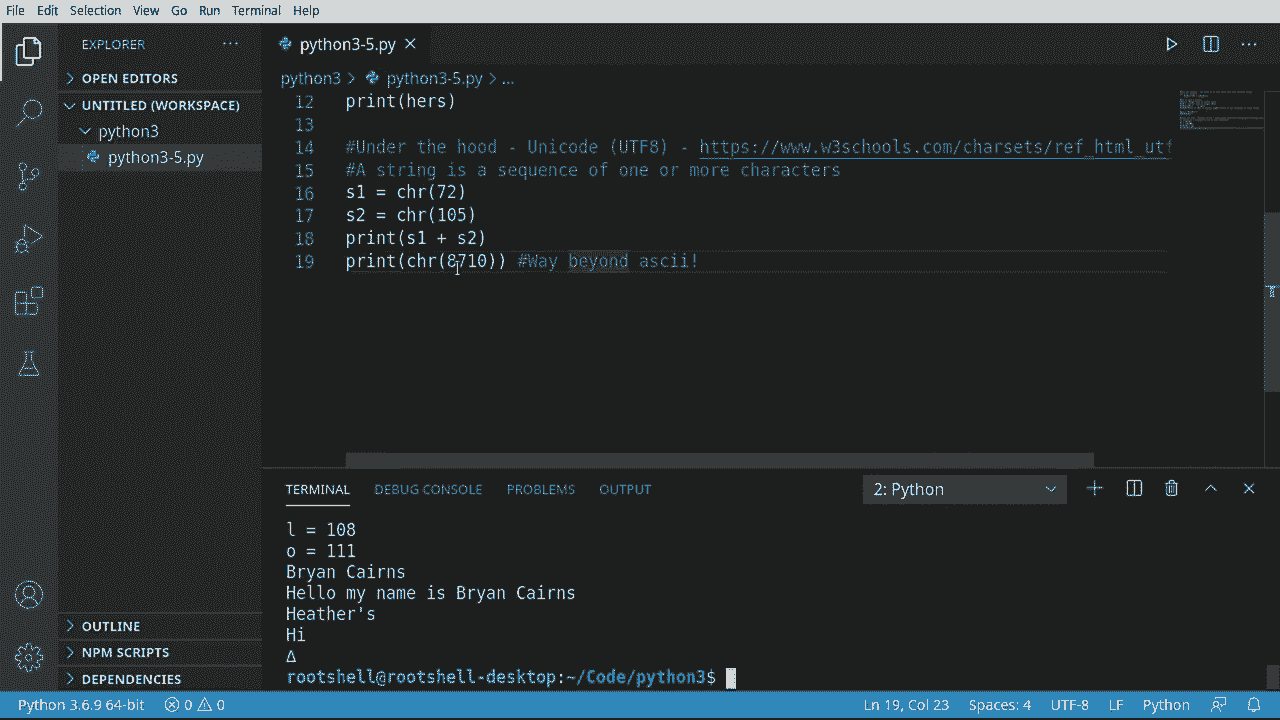 File Edit Selection View Go Run Terminal Help
EXPLORER
OPEN EDITORS
UNTITLED (WORKSPACE)
python3
python3-5.py
OUTLINE
NPM SCRIPTS
DEPENDENCIES
python3-5.py
python3 > python3-5.py > ...
12 print(hers)
13
14 #Under the hood - Unicode (UTF8) - https://www.w3schools.com/charsets/ref_html_utf
15 #A string is a sequence of one or more characters
16 s1 = chr(72)
17 s2 = chr(105)
18 print(s1 + s2)
19 print(chr(8710)) #Way beyond ascii!
TERMINAL DEBUG CONSOLE PROBLEMS OUTPUT 2: Python
l = 108
o = 111
Bryan Cairns
Hello my name is Bryan Cairns
Heather's
Hi
∆
rootshell@rootshell-desktop:~/Code/python3$
Python 3.6.9 64-bit 0 0 Ln 19, Col 23 Spaces: 4 UTF-8 LF Python